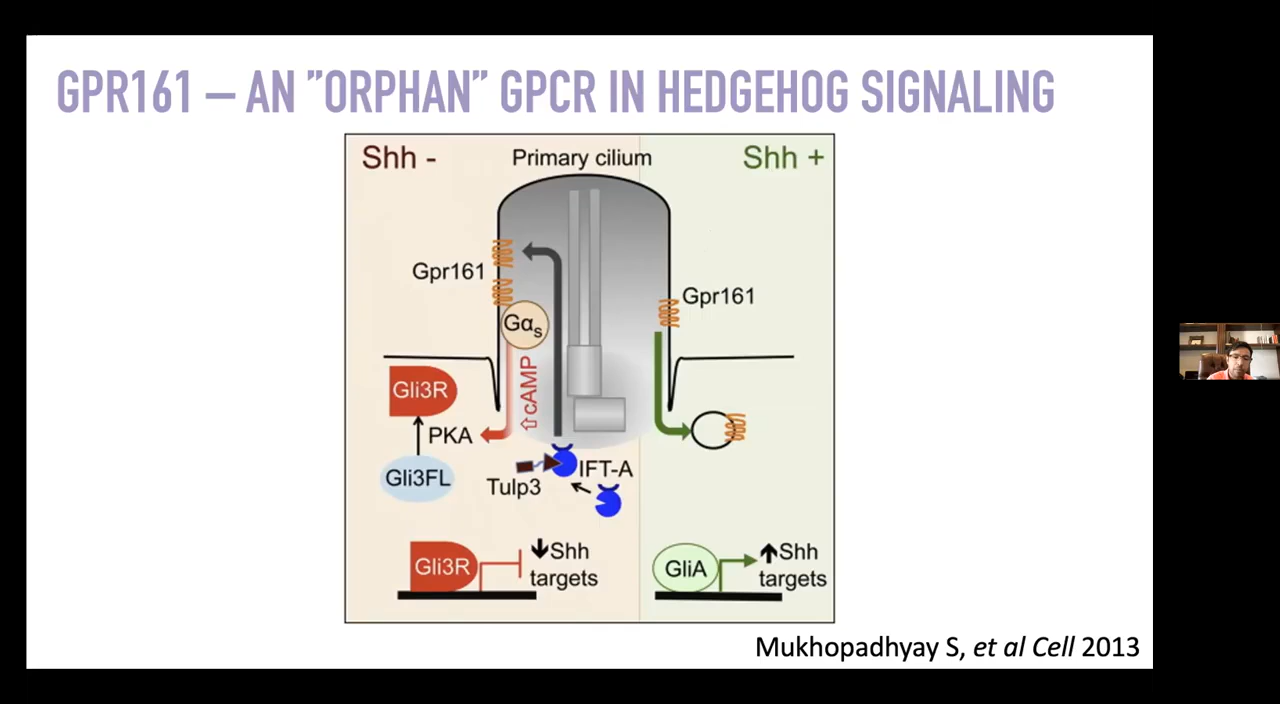 GPR161 – AN "ORPHAN" GPCR IN HEDGEHOG SIGNALING
Shh -
Primary cilium
Shh +
Gpr161
Gpr161
Gαs
cAMP
Gli3R
PKA
Gli3FL
Tulp3
IFT-A
Gli3R
Shh
targets
GliA
Shh
targets
Mukhopadhyay S, et al Cell 2013